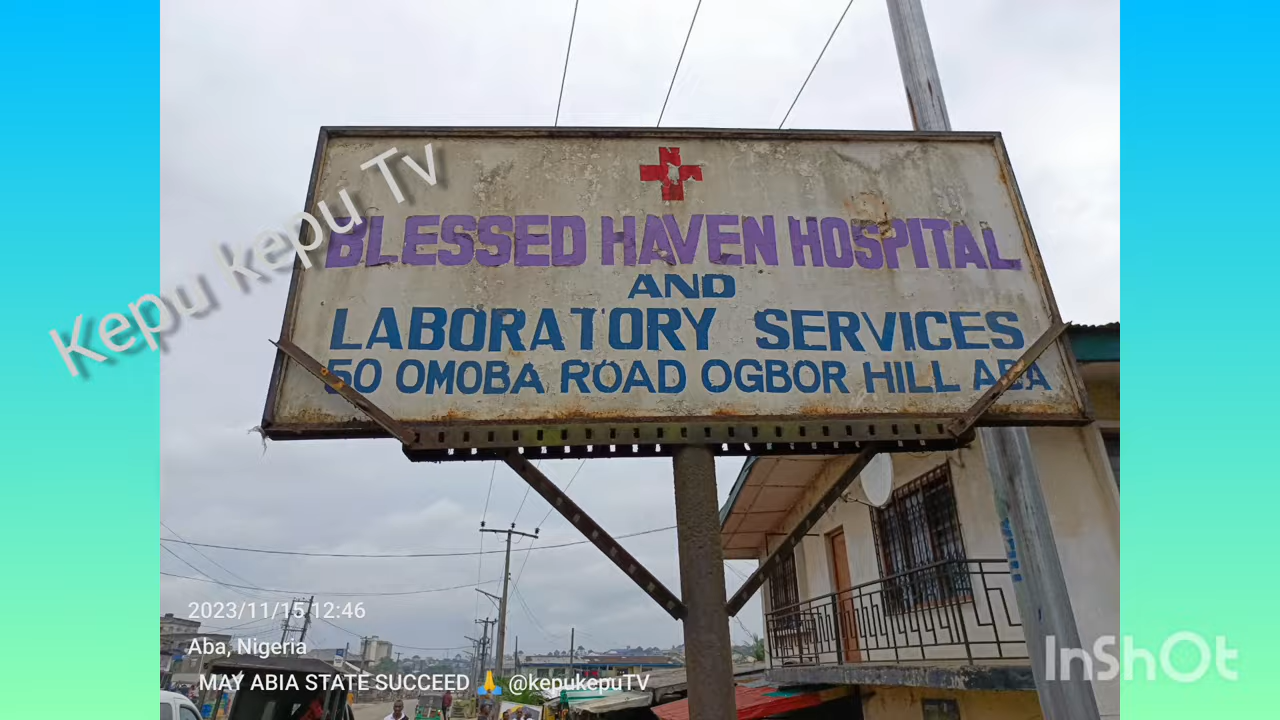 Kepu kepu Tv
BLESSED HAVEN HOSPITAL
AND
LABORATORY SERVICES
50 OMOBA ROAD OGBOR HILL ABA
2023/11/15 12:46
Aba, Nigeria
MAY ABIA STATE SUCCEED 🙏 @kepukepuTV
InShOt